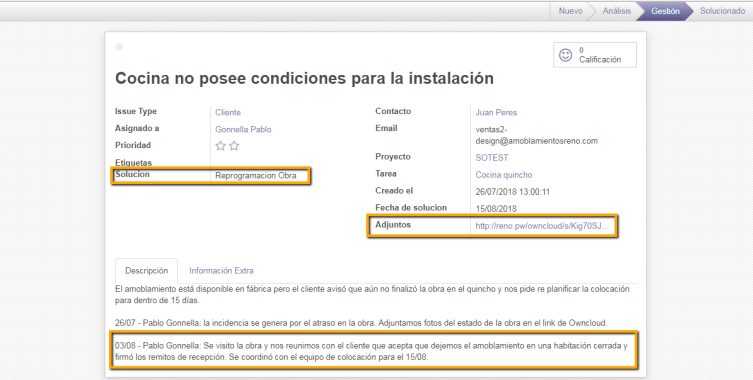 Nuevo Análisis Gestión Solucionado
0
Calificación
Cocina no posee condiciones para la instalación
Issue Type Cliente
Asignado a Gonnella Pablo
Prioridad
Etiquetas
Solucion Reprogramacion Obra
Contacto Juan Peres
Email ventas2-
design@amoblamientosreno.com
Proyecto SOTEST
Tarea Cocina quincho
Creado el 26/07/2018 13:00:11
Fecha de solucion 15/08/2018
Adjuntos http://reno.pw/owncloud/s/Kig70SJ...
Descripción Información Extra
El amoblamiento está disponible en fábrica pero el cliente avisó que aún no finalizó la obra en el quincho y nos pide re planificar la colocación
para dentro de 15 días.
26/07 - Pablo Gonnella: la incidencia se genera por el atraso en la obra. Adjuntamos fotos del estado de la obra en el link de Owncloud.
03/08 - Pablo Gonnella: Se visito la obra y nos reunimos con el cliente que acepta que dejemos el amoblamiento en una habitación cerrada y
firmó los remitos de recepción. Se coordinó con el equipo de colocación para el 15/08.